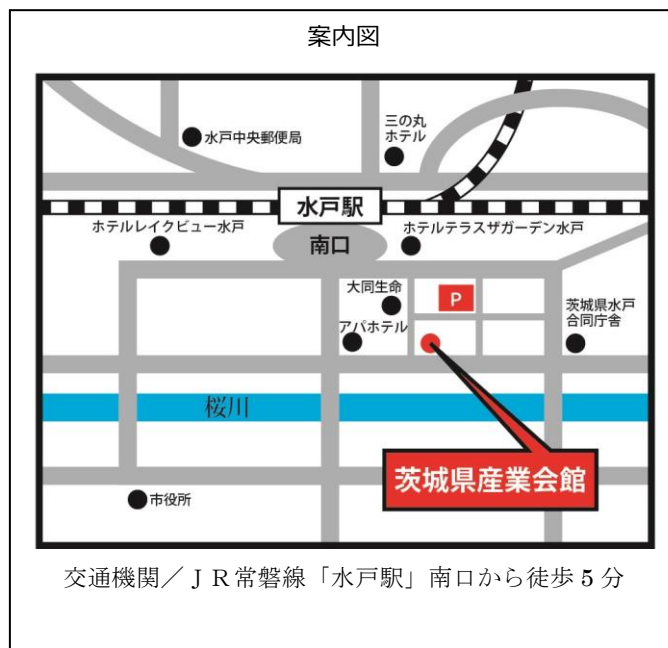 案内図
三の丸
ホテル
水戸中央郵便局
水戸駅
ホテルレイクビュー水戸
南口
ホテルテラスザガーデン水戸
大同生命
P
アパホテル
茨城県水戸
合同庁舎
桜川
茨城県産業会館
市役所
交通機関／ＪＲ常磐線「水戸駅」南口から徒歩 5 分